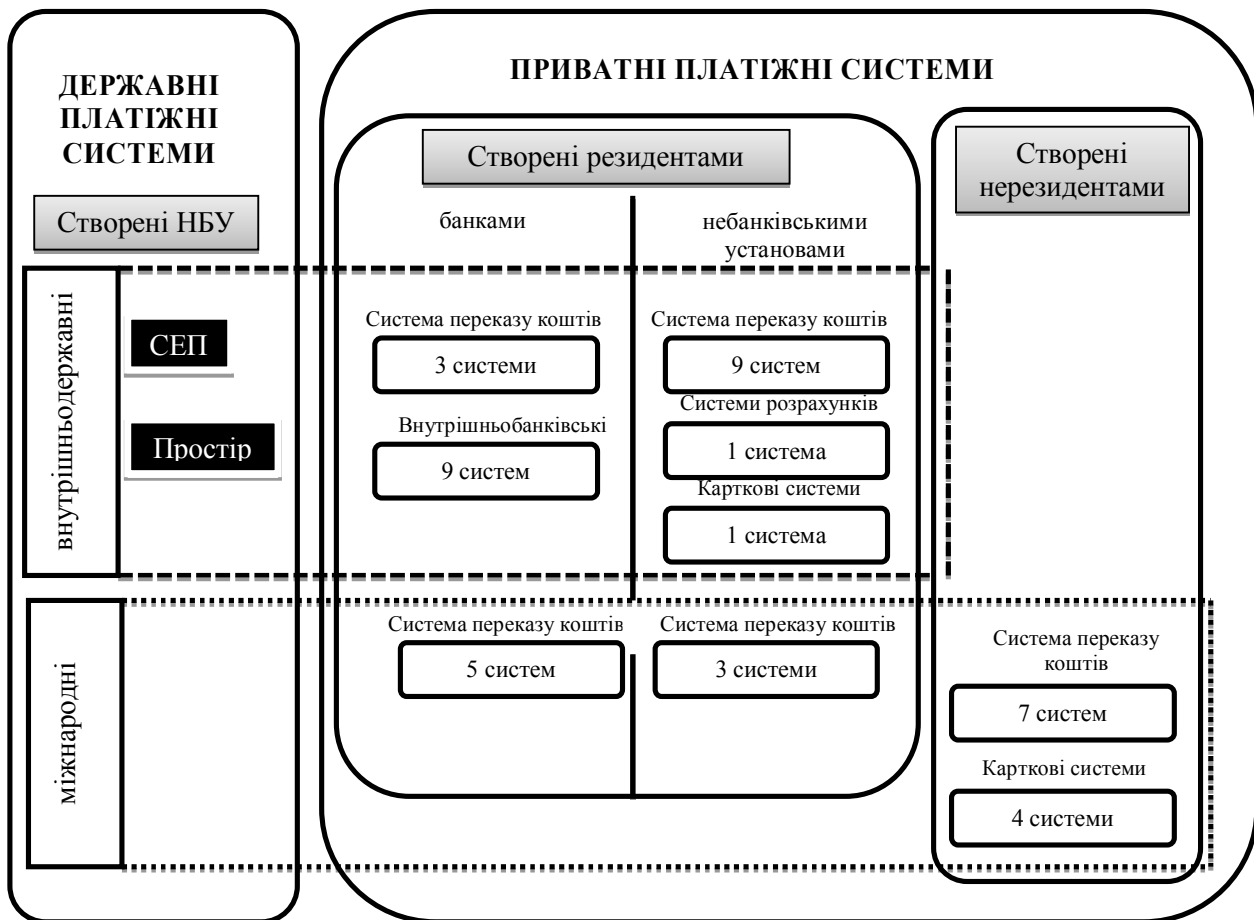 ДЕРЖАВНІ
ПЛАТІЖНІ
СИСТЕМИ
Створені НБУ
ПРИВАТНІ ПЛАТІЖНІ СИСТЕМИ
Створені резидентами
банками
небанківськими
установами
Створені
нерезидентами
внутрішньодержавні
СЕП
Простір
Система переказу коштів
3 системи
Внутрішньобанківські
9 систем
Система переказу коштів
9 систем
Системи розрахунків
1 система
Карткові системи
1 система
міжнародні
Система переказу коштів
5 систем
Система переказу коштів
3 системи
Система переказу
коштів
7 систем
Карткові системи
4 системи